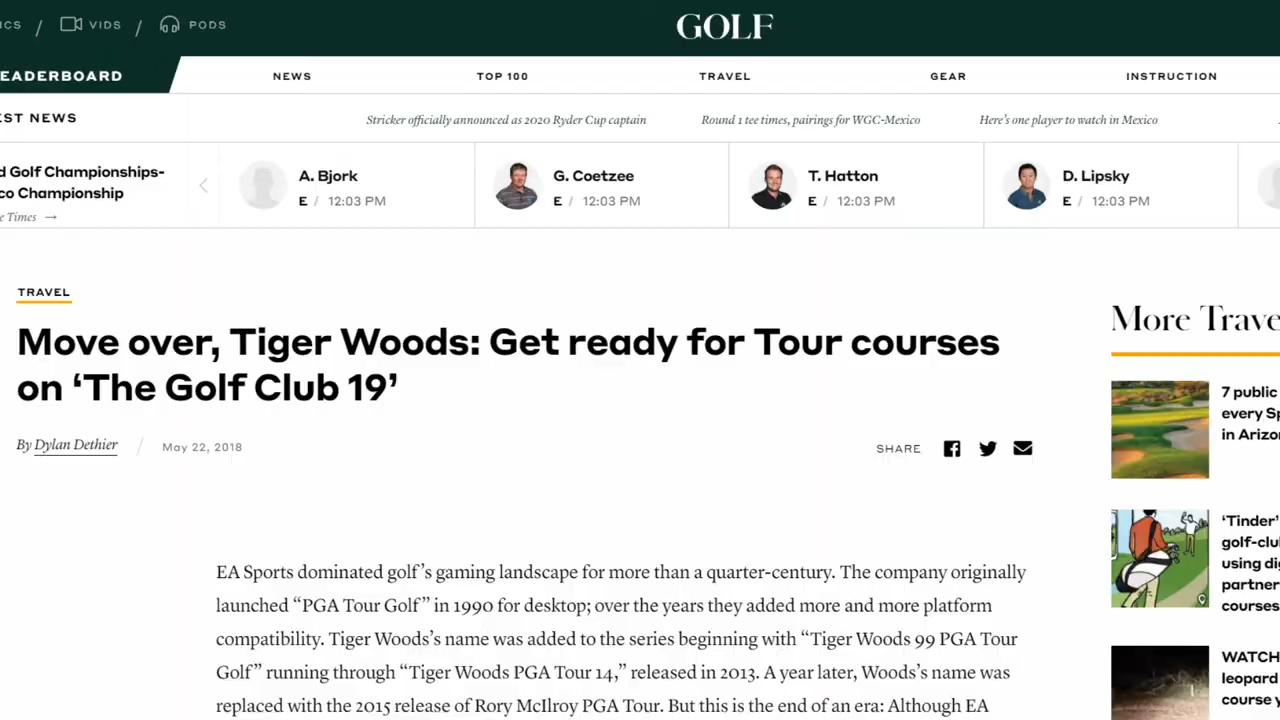 ICS / VIDS / PODS
GOLF
EADERBOARD
NEWS
TOP 100
TRAVEL
GEAR
INSTRUCTION
EST NEWS
Stricker officially announced as 2020 Ryder Cup captain
Round 1 tee times, pairings for WGC-Mexico
Here's one player to watch in Mexico
d Golf Championships-
co Championship
e Times →
A. Bjork
E / 12:03 PM
G. Coetzee
E / 12:03 PM
T. Hatton
E / 12:03 PM
D. Lipsky
E / 12:03 PM
TRAVEL
Move over, Tiger Woods: Get ready for Tour courses
on ‘The Golf Club 19’
By Dylan Dethier / May 22, 2018
SHARE
EA Sports dominated golf’s gaming landscape for more than a quarter-century. The company originally
launched “PGA Tour Golf” in 1990 for desktop; over the years they added more and more platform
compatibility. Tiger Woods’s name was added to the series beginning with “Tiger Woods 99 PGA Tour
Golf” running through “Tiger Woods PGA Tour 14,” released in 2013. A year later, Woods’s name was
replaced with the 2015 release of Rory McIlroy PGA Tour. But this is the end of an era: Although EA
More Trave
7 public
every Sp
in Arizo
‘Tinder’
golf-clu
using di
partner
courses
WATCH
leopard
course y